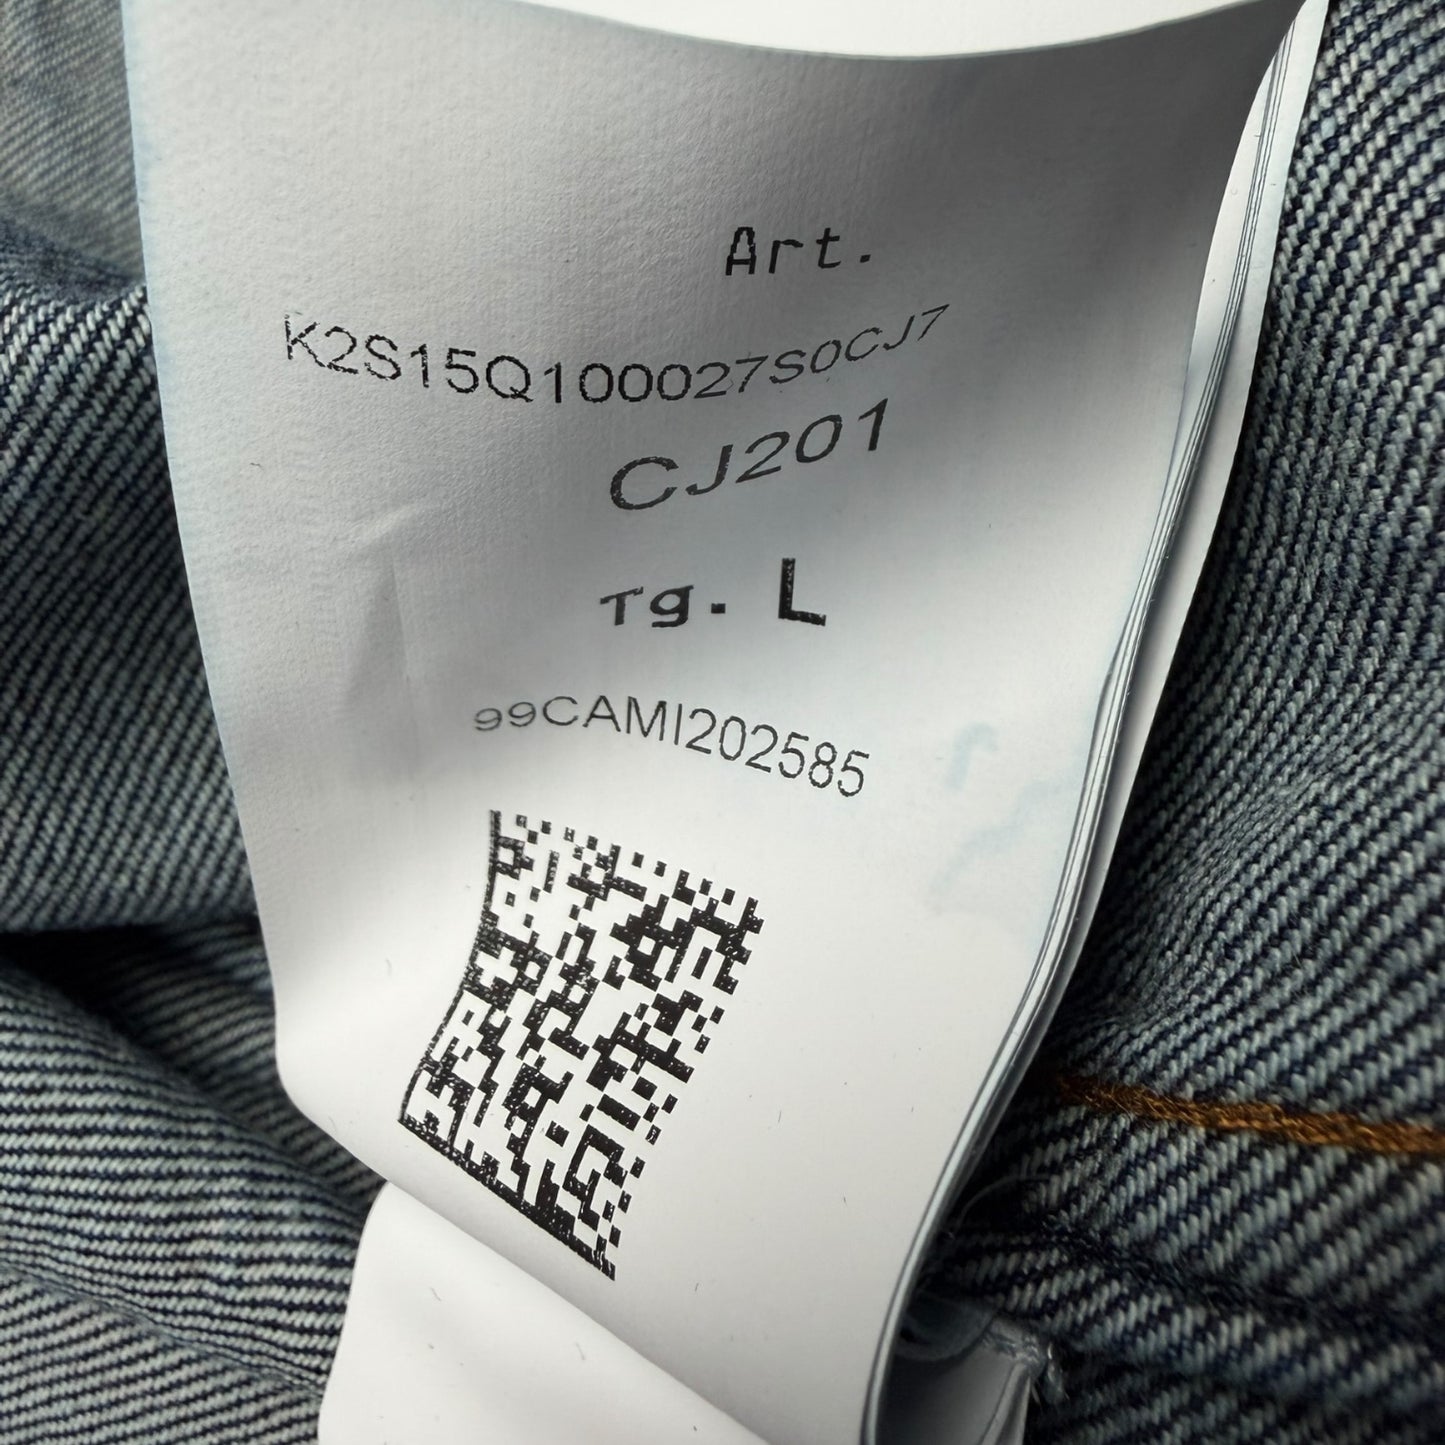 Art.
K2S15Q100027S0CJ7
CJ201
Tg. L
99CAMI202585